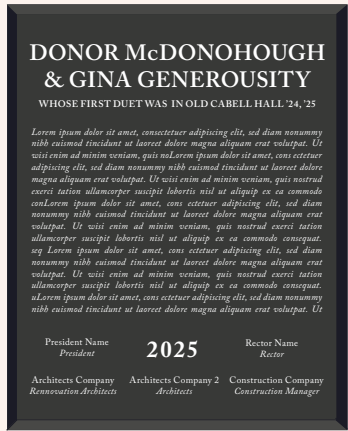 DONOR McDONOHOUGH
& GINA GENEROUSITY
WHOSE FIRST DUET WAS IN OLD CABELL HALL '24, '25
Lorem ipsum dolor sit amet, consectetuer adipiscing elit, sed diam nonummy
nibh euismod tincidunt ut laoreet dolore magna aliquam erat volutpat. Ut
wisi enim ad minim veniam, quis noLorem ipsum dolor sit amet, cons ectetuer
adipiscing elit, sed diam nonummy nibh euismod tincidunt ut laoreet dolore
magna aliquam erat volutpat. Ut wisi enim ad minim veniam, quis nostrud
exerci tation ullamcorper suscipit lobortis nisl ut aliquip ex ea commodo
conLorem ipsum dolor sit amet, cons ectetuer adipiscing elit, sed diam
nonummy nibh euismod tincidunt ut laoreet dolore magna aliquam erat
volutpat. Ut wisi enim ad minim veniam, quis nostrud exerci tation
ullamcorper suscipit lobortis nisl ut aliquip ex ea commodo consequat.
seq Lorem ipsum dolor sit amet, cons ectetuer adipiscing elit, sed diam
nonummy nibh euismod tincidunt ut laoreet dolore magna aliquam erat
volutpat. Ut wisi enim ad minim veniam, quis nostrud exerci tation
ullamcorper suscipit lobortis nisl ut aliquip ex ea commodo consequat.
uLorem ipsum dolor sit amet, cons ectetuer adipiscing elit, sed diam nonummy
nibh euismod tincidunt ut laoreet dolore magna aliquam erat volutpat. Ut
President Name
President
2025
Rector Name
Rector
Architects Company
Rennovation Architects
Architects Company 2
Architects
Construction Company
Construction Manager